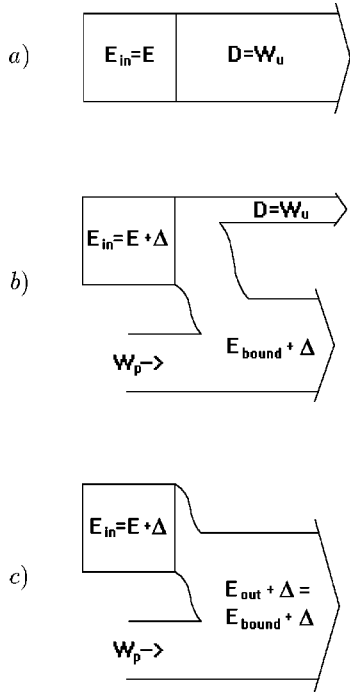 a)
E_in=E
D=W_u
b)
E_in=E+Δ
D=W_u
W_p->
E_bound + Δ
c)
E_in=E+Δ
E_out + Δ =
E_bound + Δ
W_p->